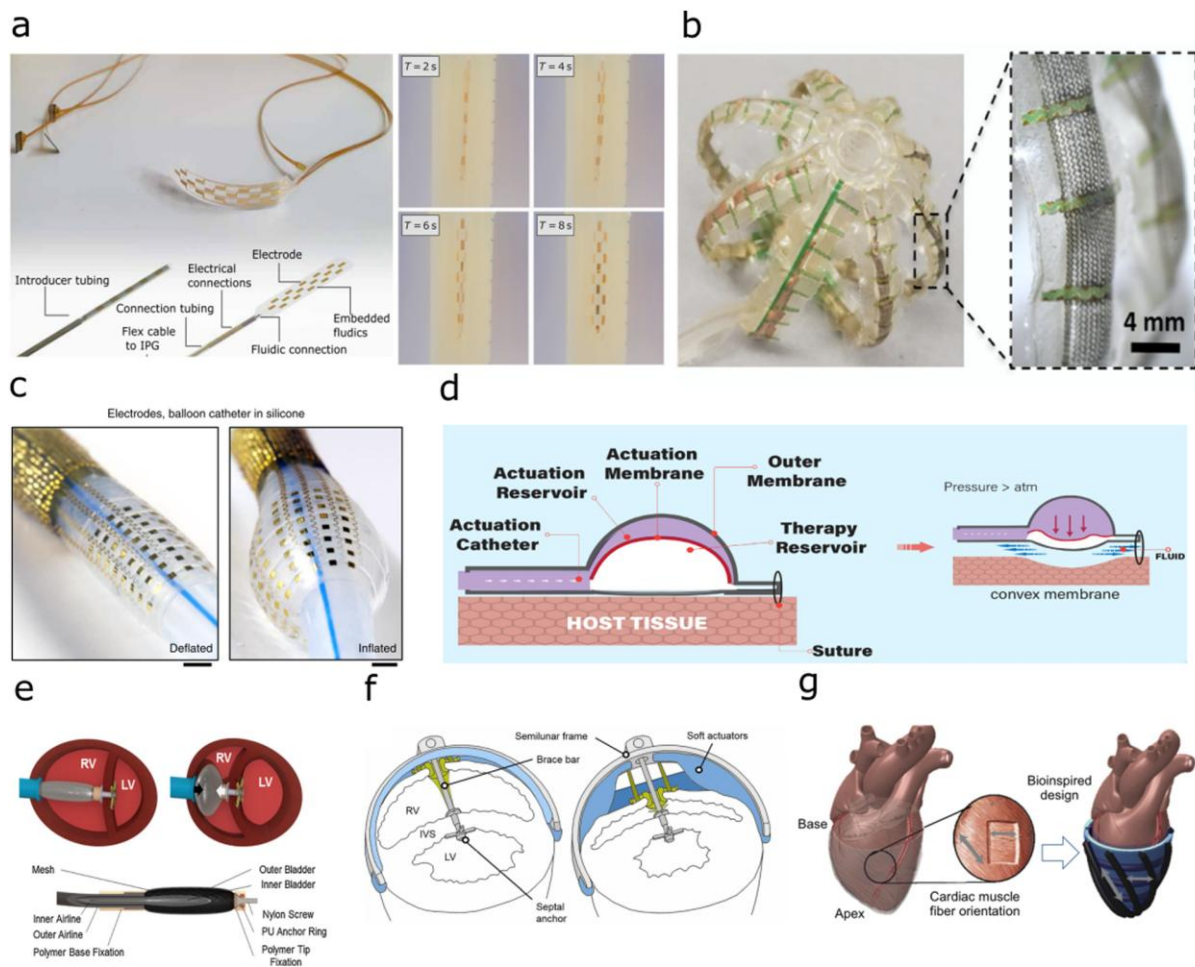 a
T = 2 s
T = 4 s
T = 6 s
T = 8 s
Introducer tubing
Connection tubing
Flex cable
to IPG
Electrical
connections
Electrode
Embedded
fludics
Fluidic connection
b
4 mm
c
Electrodes, balloon catheter in silicone
Deflated
Inflated
d
Actuation
Catheter
Actuation
Reservoir
Actuation
Membrane
Outer
Membrane
Therapy
Reservoir
HOST TISSUE
Suture
Pressure > atm
FLUID
convex membrane
e
RV
LV
RV
LV
Mesh
Inner Airline
Outer Airline
Polymer Base Fixation
Outer Bladder
Inner Bladder
Nylon Screw
PU Anchor Ring
Polymer Tip
Fixation
f
Semilunar frame
Brace bar
Soft actuators
RV
IVS
LV
Septal
anchor
g
Base
Apex
Cardiac muscle
fiber orientation
Bioinspired
design